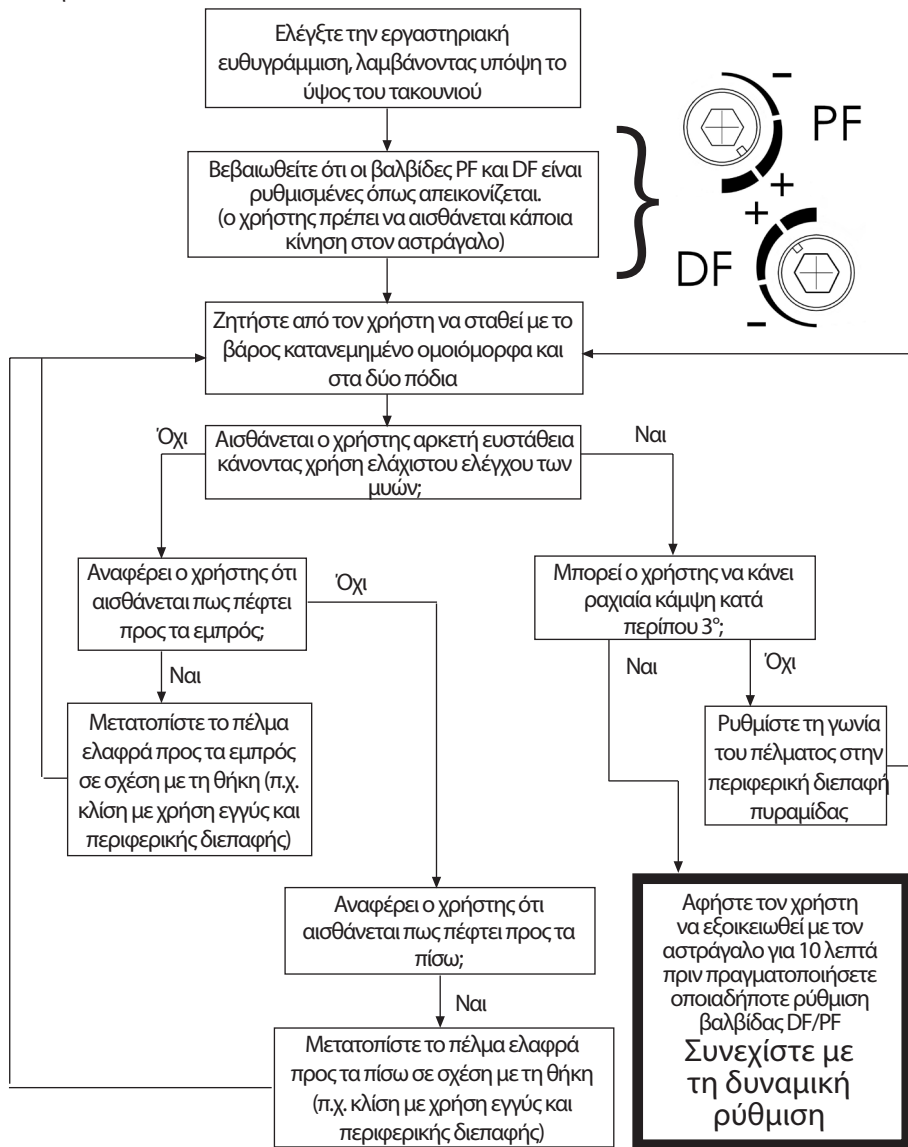 Ελέγξτε την εργαστηριακή
ευθυγράμμιση, λαμβάνοντας υπόψη το
ύψος του τακουνιού
Βεβαιωθείτε ότι οι βαλβίδες PF και DF είναι
ρυθμισμένες όπως απεικονίζεται.
(ο χρήστης πρέπει να αισθάνεται κάποια
κίνηση στον αστράγαλο)
-
PF
+
+
DF
-
Ζητήστε από τον χρήστη να σταθεί με το
βάρος κατανεμημένο ομοιόμορφα και
στα δύο πόδια
Όχι
Αισθάνεται ο χρήστης αρκετή ευστάθεια
κάνοντας χρήση ελάχιστου ελέγχου των
μυών;
Ναι
Αναφέρει ο χρήστης ότι
αισθάνεται πως πέφτει
προς τα εμπρός;
Όχι
Μπορεί ο χρήστης να κάνει
ραχιαία κάμψη κατά
περίπου 3°;
Ναι
Ναι
Όχι
Μετατοπίστε το πέλμα
ελαφρά προς τα εμπρός
σε σχέση με τη θήκη (π.χ.
κλίση με χρήση εγγύς και
περιφερικής διεπαφής)
Ρυθμίστε τη γωνία
του πέλματος στην
περιφερική διεπαφή
πυραμίδας
Αναφέρει ο χρήστης ότι
αισθάνεται πως πέφτει προς τα
πίσω;
Ναι
Μετατοπίστε το πέλμα ελαφρά
προς τα πίσω σε σχέση με τη θήκη
(π.χ. κλίση με χρήση εγγύς και
περιφερικής διεπαφής)
Αφήστε τον χρήστη
να εξοικειωθεί με τον
αστράγαλο για 10 λεπτά
πριν πραγματοποιήσετε
οποιαδήποτε ρύθμιση
βαλβίδας DF/PF
Συνεχίστε με
τη δυναμική
ρύθμιση